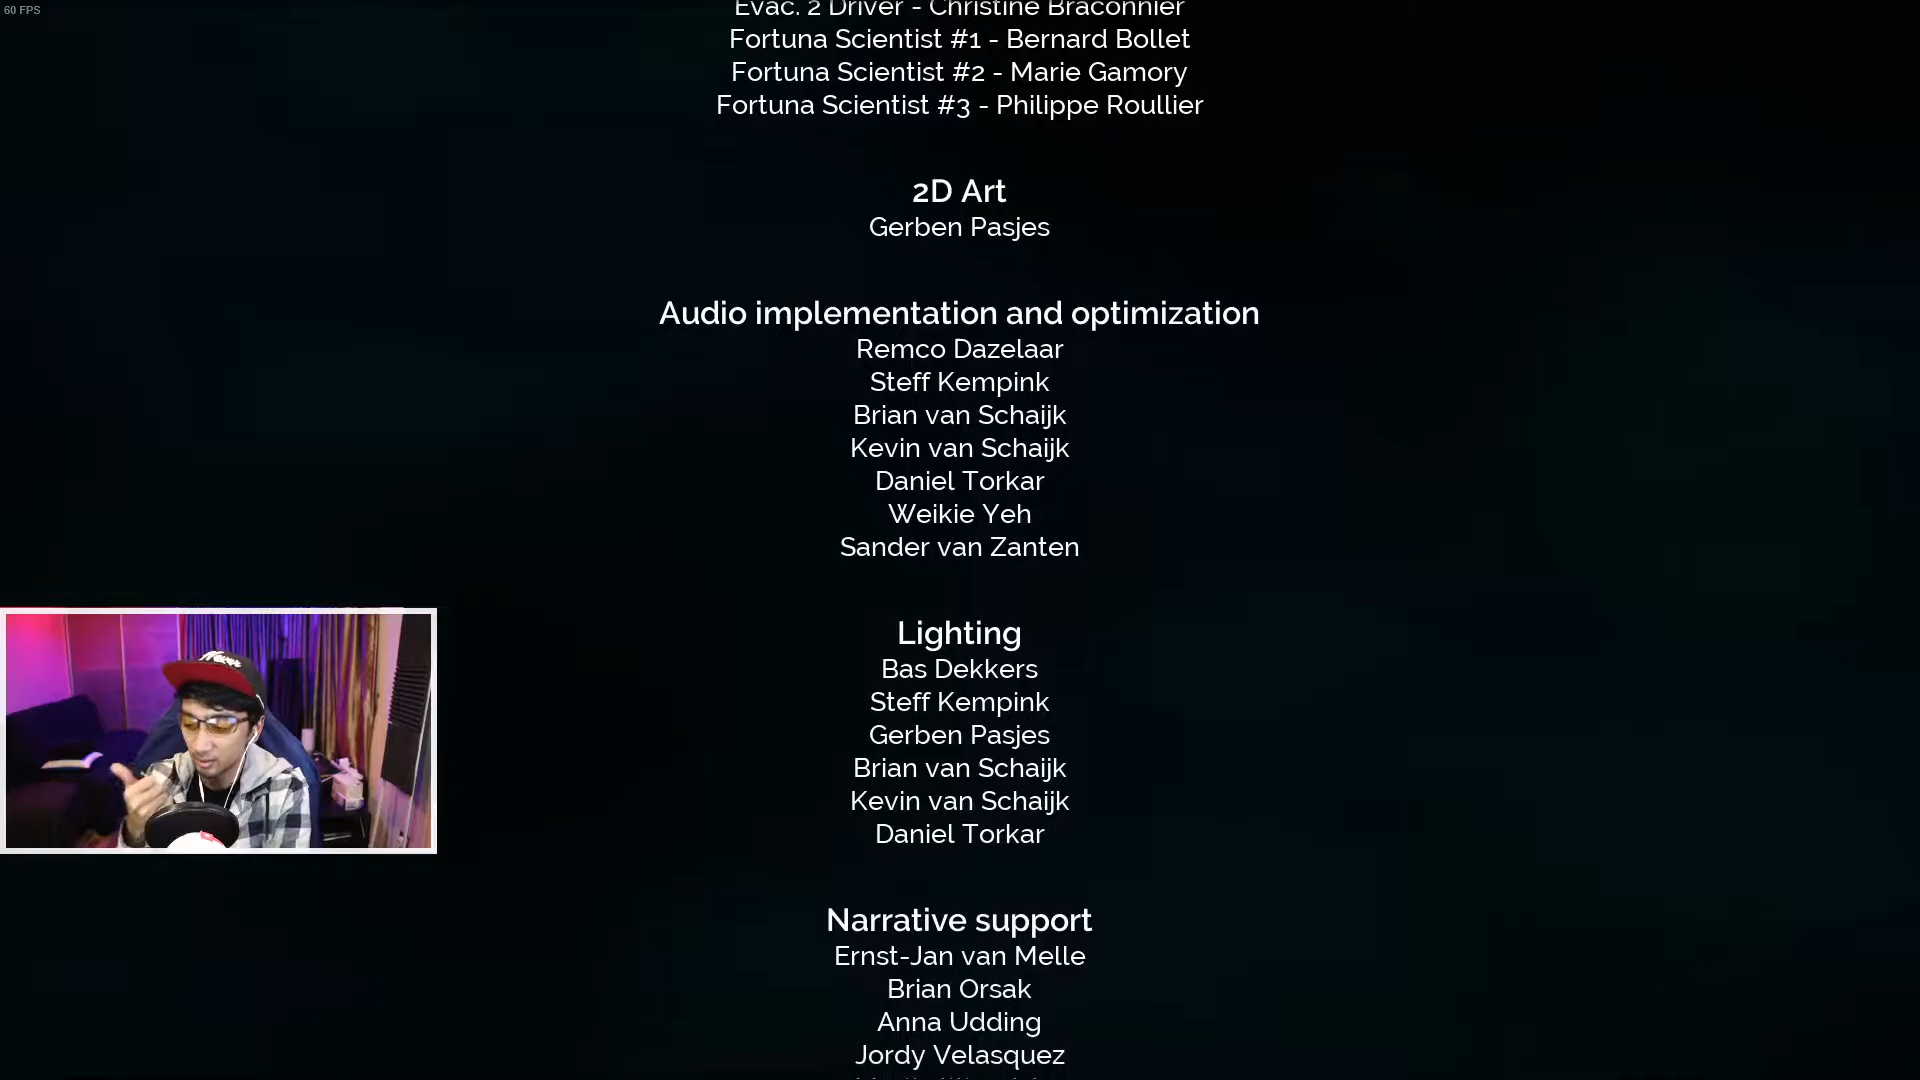 60 FPS
Evac. 2 Driver - Christine Braconnier
Fortuna Scientist #1 - Bernard Bollet
Fortuna Scientist #2 - Marie Gamory
Fortuna Scientist #3 - Philippe Roullier
2D Art
Gerben Pasjes
Audio implementation and optimization
Remco Dazelaar
Steff Kempink
Brian van Schaijk
Kevin van Schaijk
Daniel Torkar
Weikie Yeh
Sander van Zanten
Lighting
Bas Dekkers
Steff Kempink
Gerben Pasjes
Brian van Schaijk
Kevin van Schaijk
Daniel Torkar
Narrative support
Ernst-Jan van Melle
Brian Orsak
Anna Udding
Jordy Velasquez